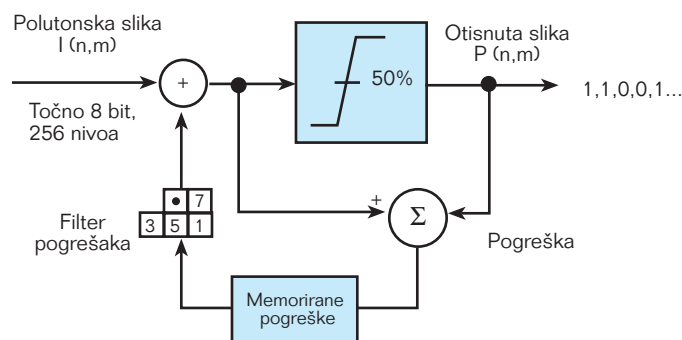 Polutonska slika
I (n,m)
Točno 8 bit,
256 nivoa
+
50%
Otisnuta slika
P (n,m)
1,1,0,0,1...
7
3 5 1
Filter
pogrešaka
+
Σ
Pogreška
Memorirane
pogreške